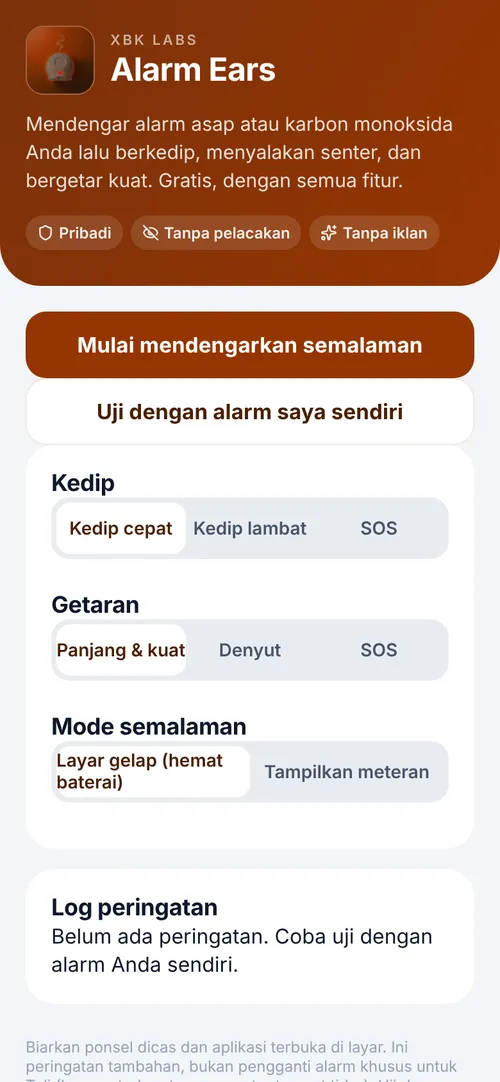 XBK LABS
Alarm Ears
Mendengar alarm asap atau karbon monoksida
Anda lalu berkedip, menyalakan senter, dan
bergetar kuat. Gratis, dengan semua fitur.
Pribadi
Tanpa pelacakan
Tanpa iklan
Mulai mendengarkan semalaman
Uji dengan alarm saya sendiri
Kedip
Kedip cepat
Kedip lambat
SOS
Getaran
Panjang & kuat
Denyut
SOS
Mode semalaman
Layar gelap (hemat
baterai)
Tampilkan meteran
Log peringatan
Belum ada peringatan. Coba uji dengan
alarm Anda sendiri.
Biarkan ponsel dicas dan aplikasi terbuka di layar. Ini
peringatan tambahan, bukan pengganti alarm khusus untuk